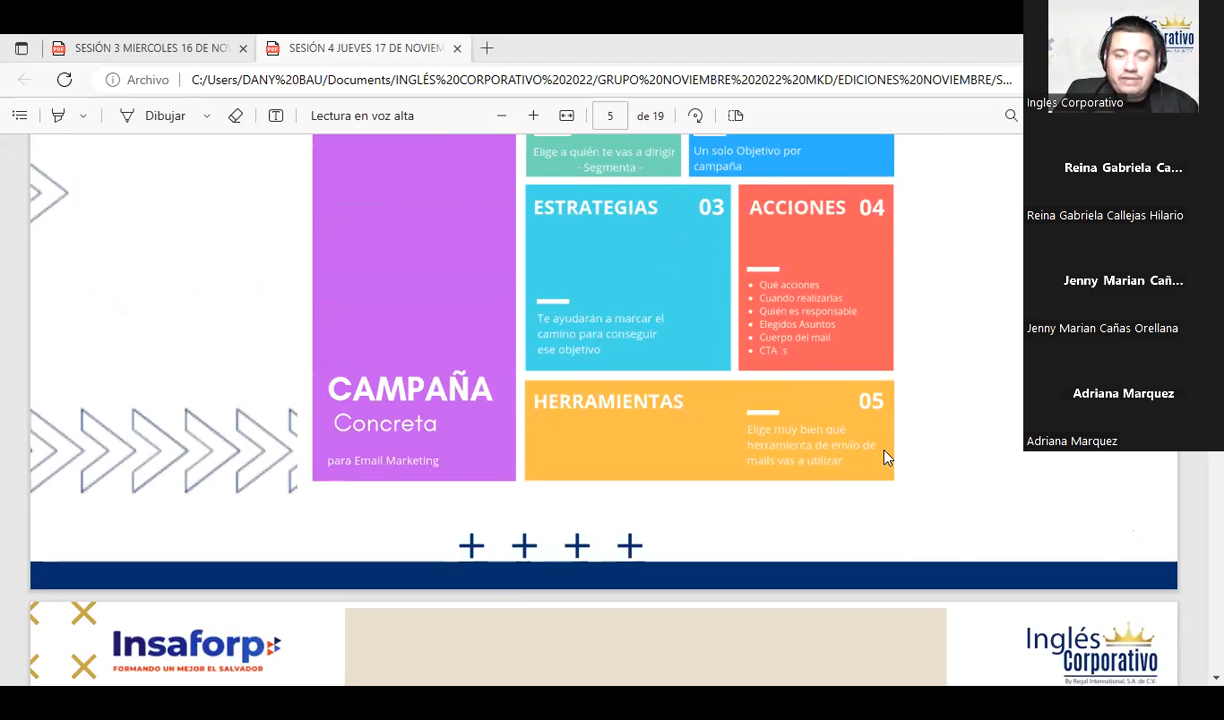 SESIÓN 3 MIERCOLES 16 DE NO
SESIÓN 4 JUEVES 17 DE NOVIEM
Archivo
C:/Users/DANY%20BAU/Documents/INGLÉS%20CORPORATIVO%202022/GRUPO%20NOVIEMBRE%202022%20MKD/EDICIONES%20NOVIEMBRE/S...
Dibujar
Lectura en voz alta
5
de 19
Elige a quién te vas a dirigir
- Segmenta -
Un solo Objetivo por
campaña
ESTRATEGIAS 03
Te ayudarán a marcar el
camino para conseguir
ese objetivo
ACCIONES 04
Qué acciones
Cuando realizarlas
Quién es responsable
Elegidos Asuntos
Cuerpo del mail
CTA´s
CAMPAÑA
Concreta
para Email Marketing
HERRAMIENTAS 05
Elige muy bien qué
herramienta de envío de
mails vas a utilizar
Insaforp
FORMANDO UN MEJOR EL SALVADOR
Inglés
Corporativo
By Regal International, S.A. de C.V.
Inglés Corporativo
Reina Gabriela Ca...
Reina Gabriela Callejas Hilario
Jenny Marian Cañ...
Jenny Marian Cañas Orellana
Adriana Marquez
Adriana Marquez